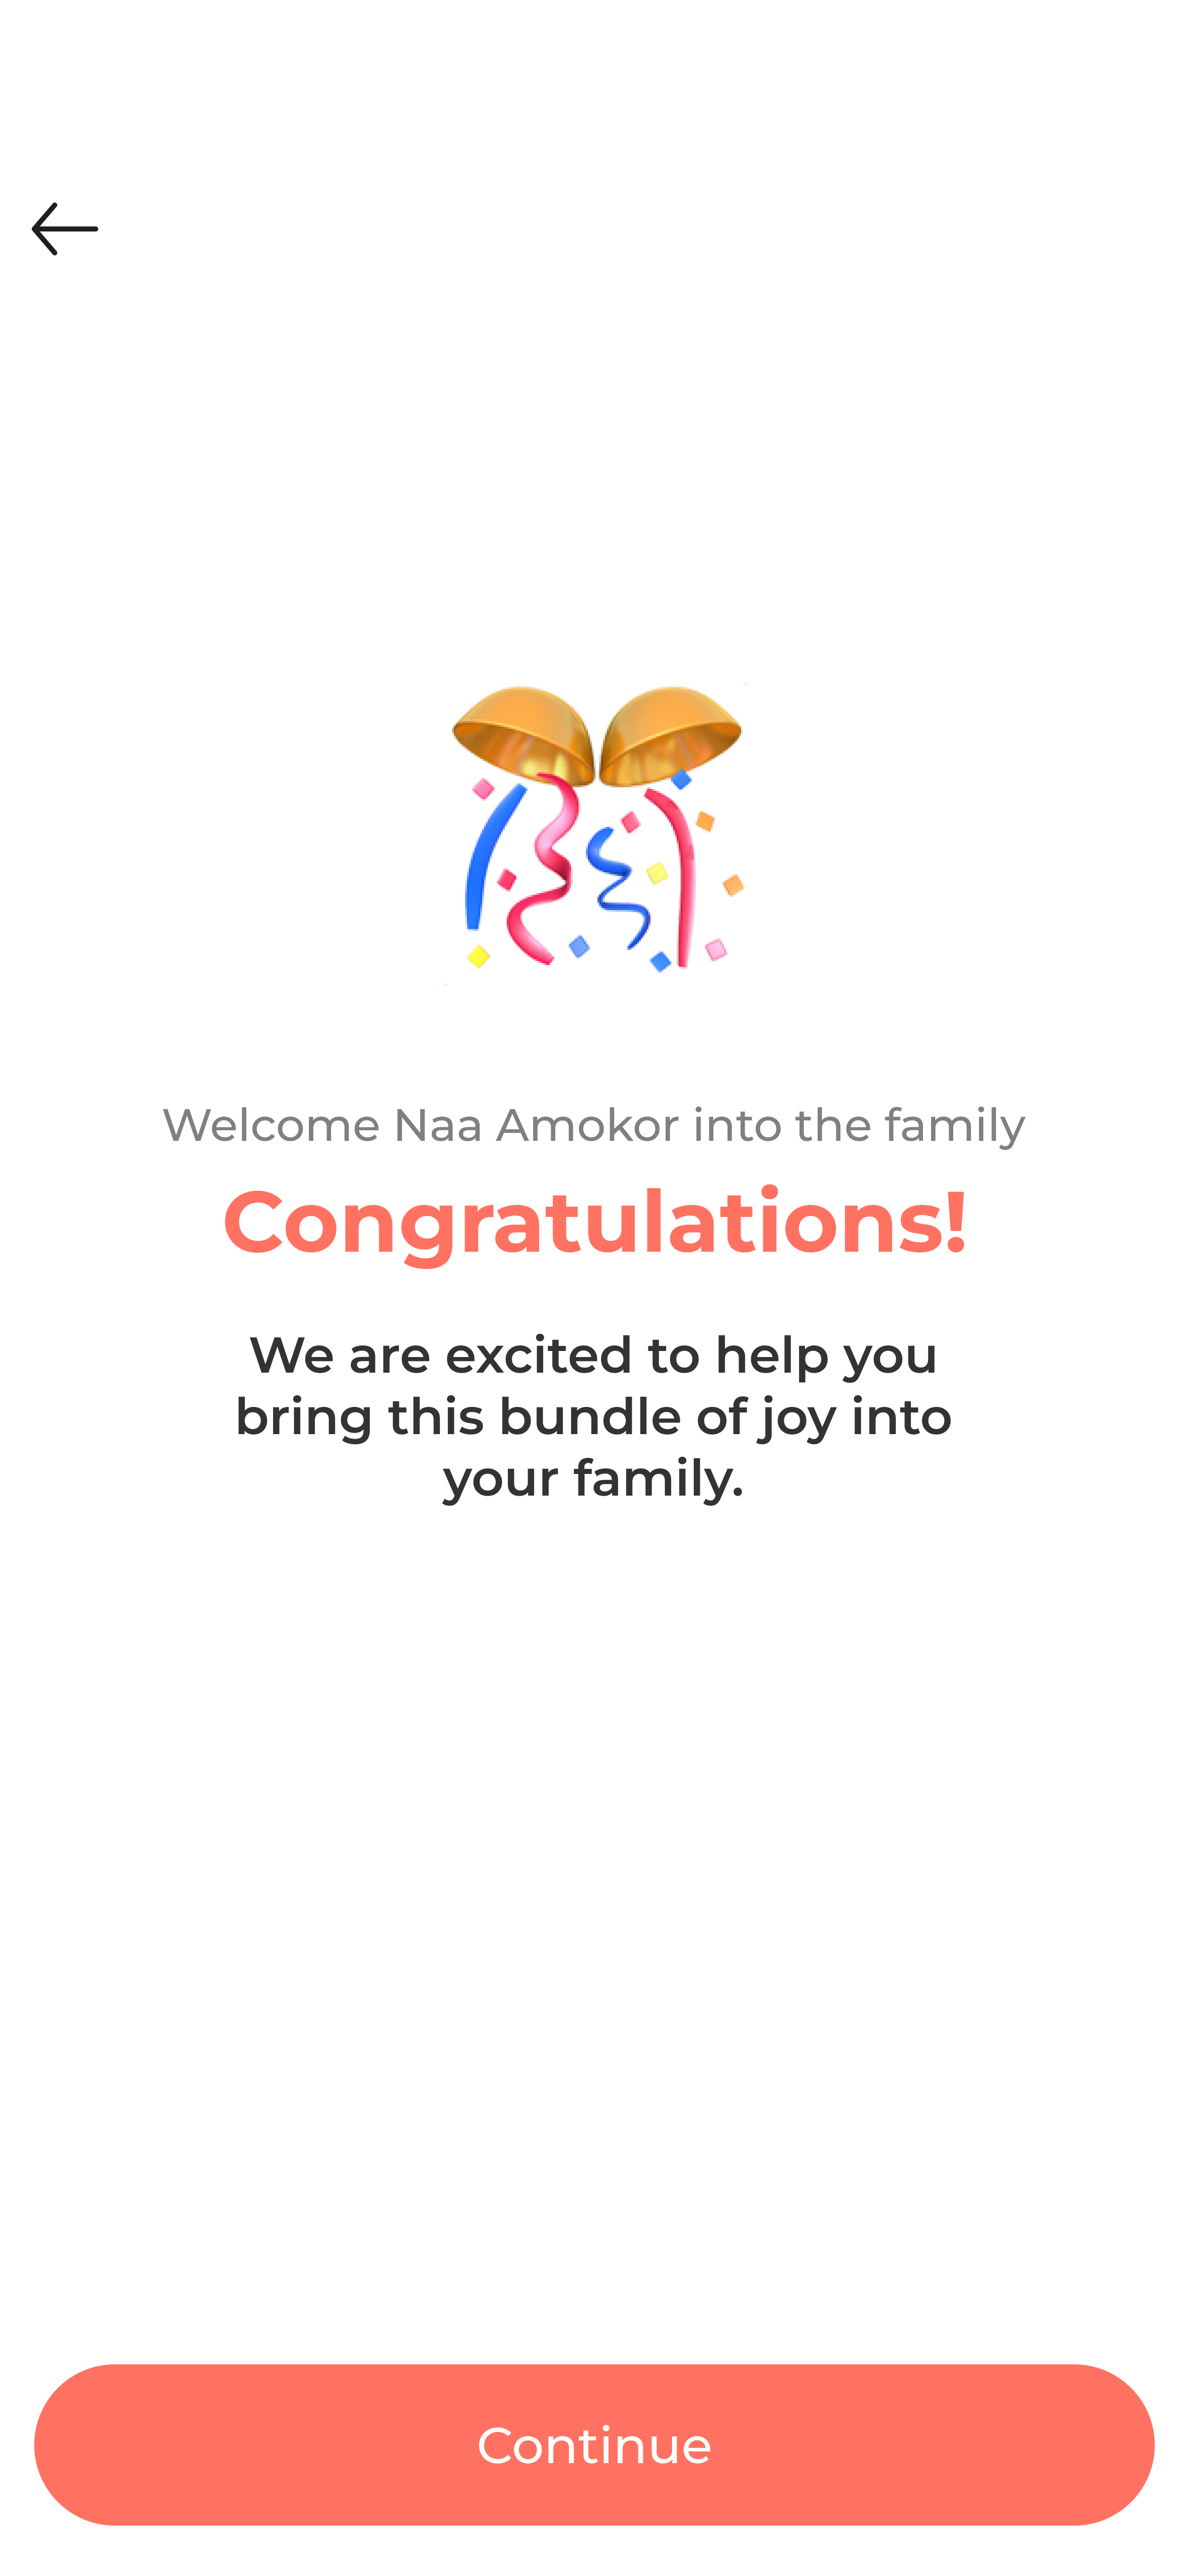 Welcome Naa Amokor into the family
Congratulations!
We are excited to help you
bring this bundle of joy into
your family.
Continue